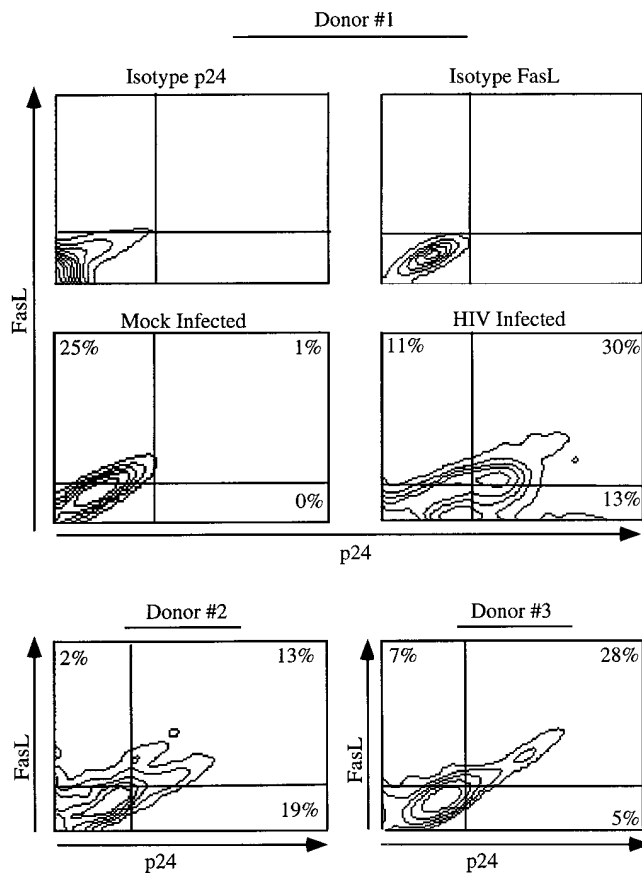 Donor #1
Isotype p24
Isotype FasL
FasL
Mock Infected
HIV Infected
25%
1%
0%
11%
30%
13%
p24
Donor #2
Donor #3
FasL
2%
13%
19%
p24
FasL
7%
28%
5%
p24